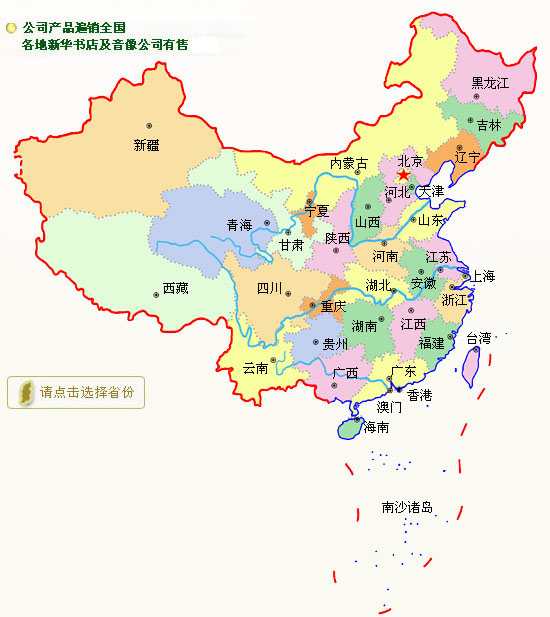 公司产品遍销全国
各地新华书店及音像公司有售
黑龙江
吉林
新疆
辽宁
北京
内蒙古
天津
河北
宁夏
山西
山东
青海
甘肃
陕西
河南
江苏
上海
西藏
四川
湖北
安徽
浙江
重庆
湖南
江西
贵州
福建
台湾
云南
广西
广东
请点击选择省份
香港
澳门
海南
南沙诸岛